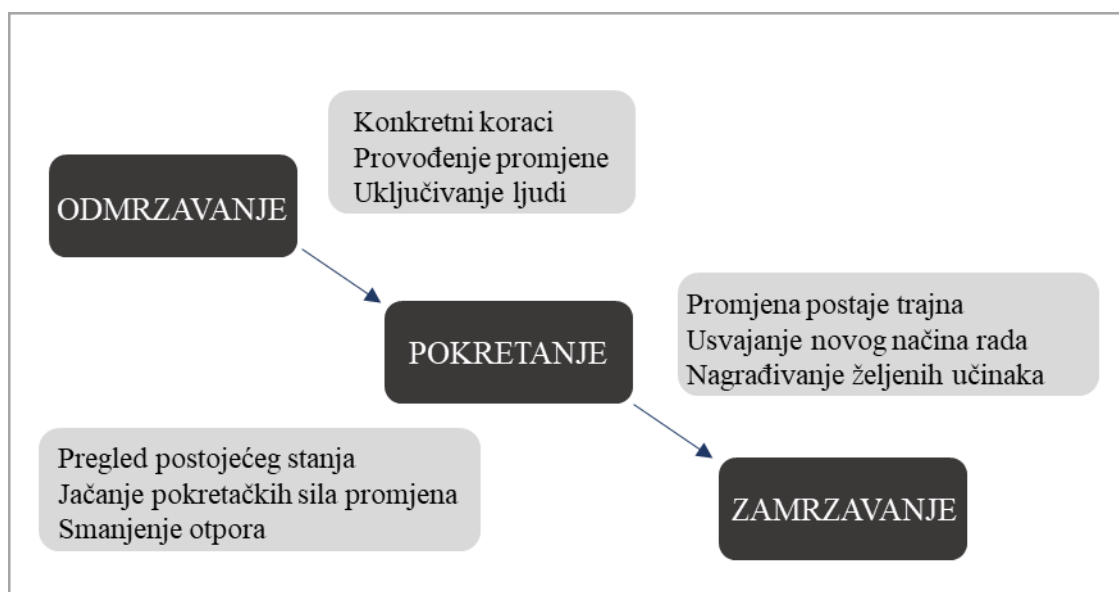 Konkretni koraci
Provođenje promjene
Uključivanje ljudi
ODMRZAVANJE
Promjena postaje trajna
Usvajanje novog načina rada
Nagrađivanje željenih učinaka
POKRETANJE
Pregled postojećeg stanja
Jačanje pokretačkih sila promjena
Smanjenje otpora
ZAMRZAVANJE